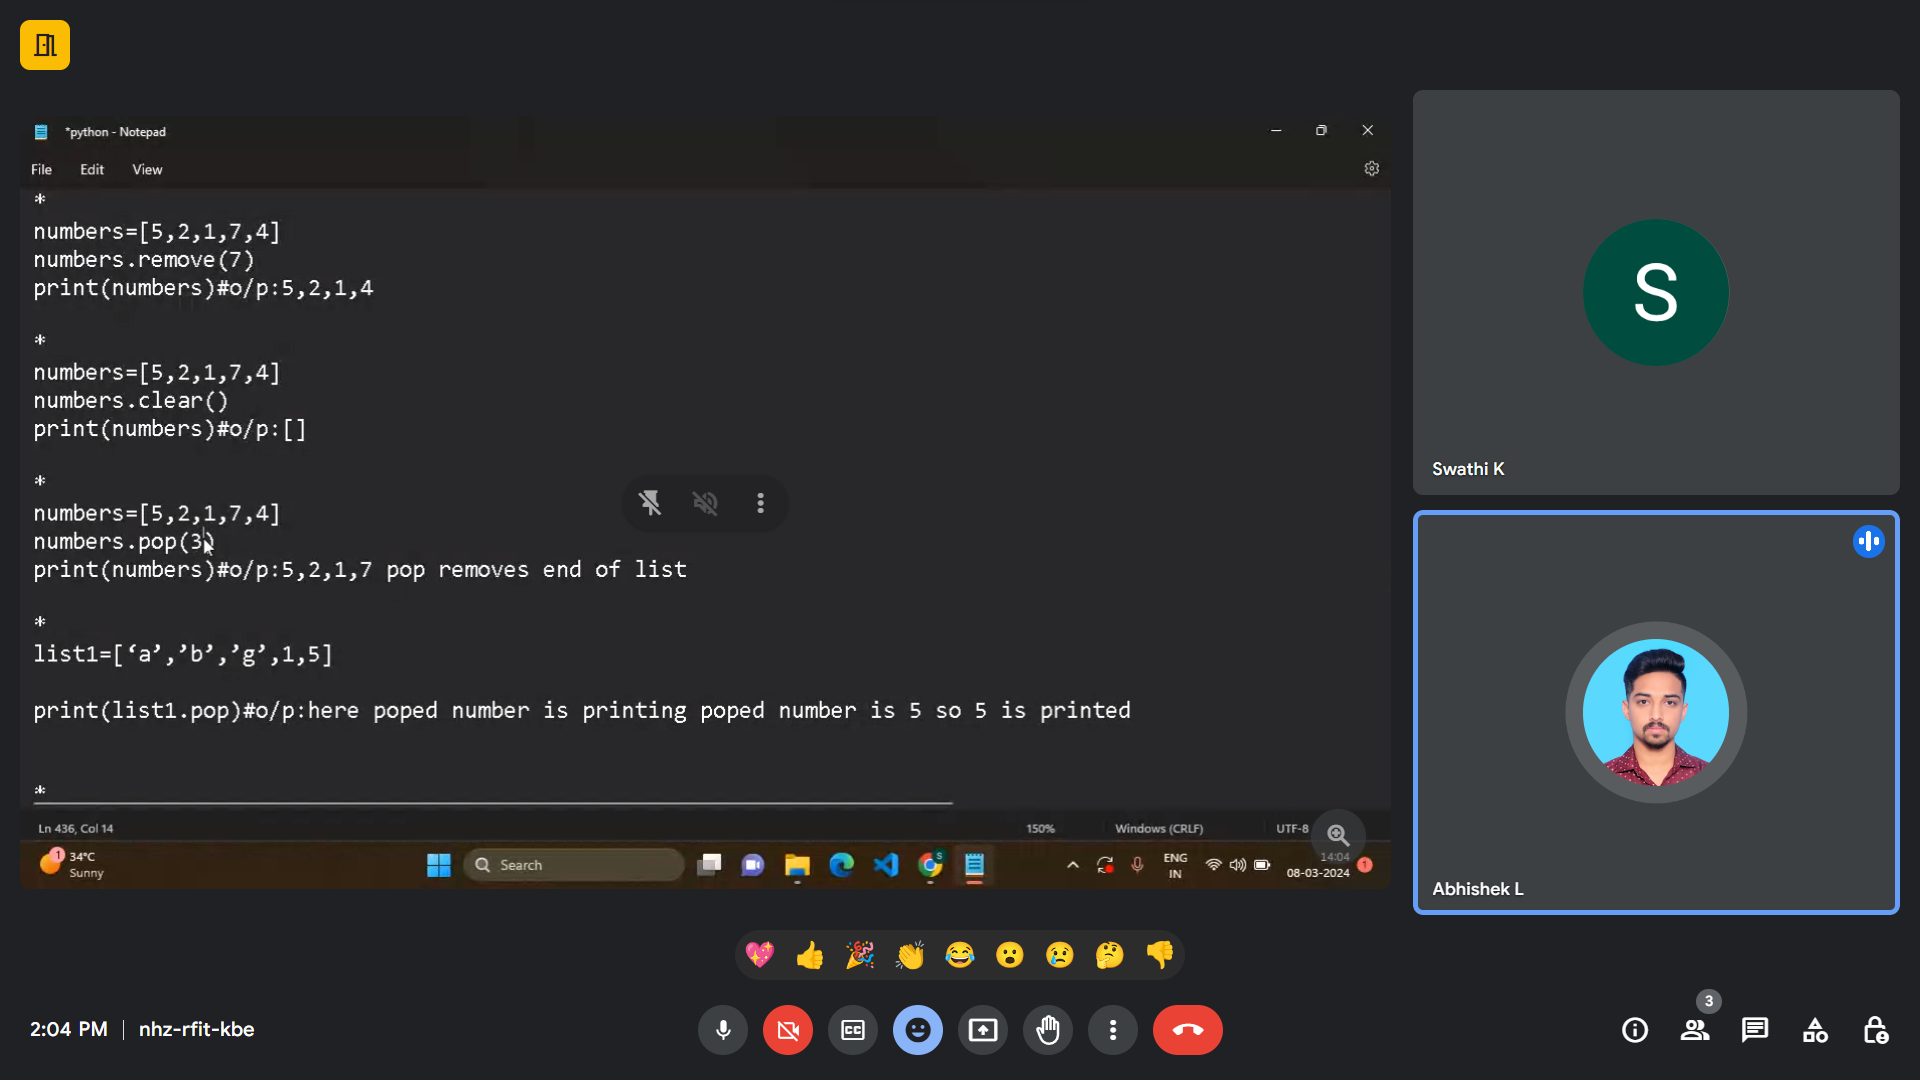 *python - Notepad
File Edit View
*
numbers=[5,2,1,7,4]
numbers.remove(7)
print(numbers)#o/p:5,2,1,4
*
numbers=[5,2,1,7,4]
numbers.clear()
print(numbers)#o/p:[]
*
numbers=[5,2,1,7,4]
numbers.pop(3)
print(numbers)#o/p:5,2,1,7 pop removes end of list
*
list1=[‘a’,’b’,’g’,1,5]
print(list1.pop)#o/p:here poped number is printing poped number is 5 so 5 is printed
*
Ln 436, Col 14 150% Windows (CRLF) UTF-8
1 34°C
Sunny
Search
S
ENG
IN
14:04
08-03-2024
1
S
Swathi K
Abhishek L
2:04 PM | nhz-rfit-kbe
CC
3